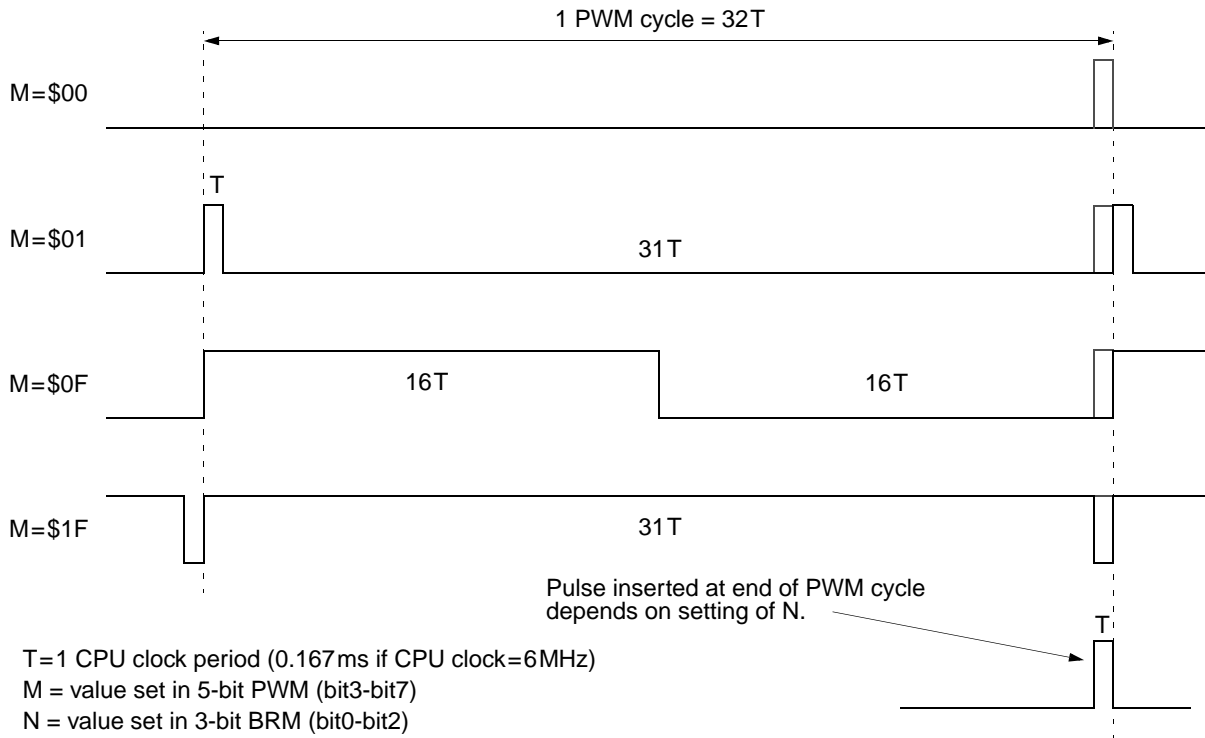 1 PWM cycle = 32T
M=$00
T
M=$01
31T
M=$0F
16T
16T
M=$1F
31T
Pulse inserted at end of PWM cycle
depends on setting of N.
T
T=1 CPU clock period (0.167ms if CPU clock=6MHz)
M = value set in 5-bit PWM (bit3-bit7)
N = value set in 3-bit BRM (bit0-bit2)